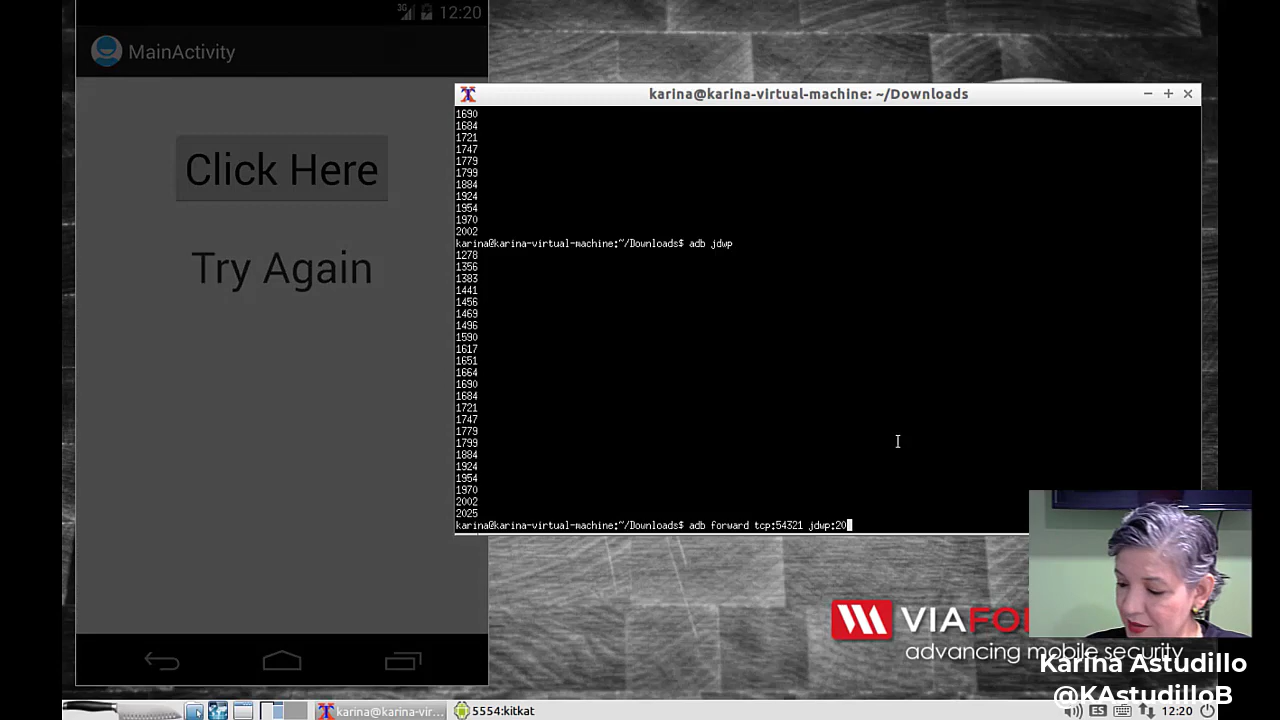 3G 12:20
MainActivity
Click Here
Try Again
karina@karina-virtual-machine: ~/Downloads
1690
1684
1721
1747
1779
1799
1884
1924
1954
1970
2002
karina@karina-virtual-machine:~/Downloads$ adb jdwp
1278
1356
1383
1441
1456
1469
1496
1590
1617
1651
1664
1690
1684
1721
1747
1779
1799
1884
1924
1954
1970
2002
2025
karina@karina-virtual-machine:~/Downloads$ adb forward tcp:54321 jdwp:20
VIAFO
advancing mobile security
Karina Astudillo
@KAstudilloB
karina@karina-vir...
5554:kitkat
ES
12:20